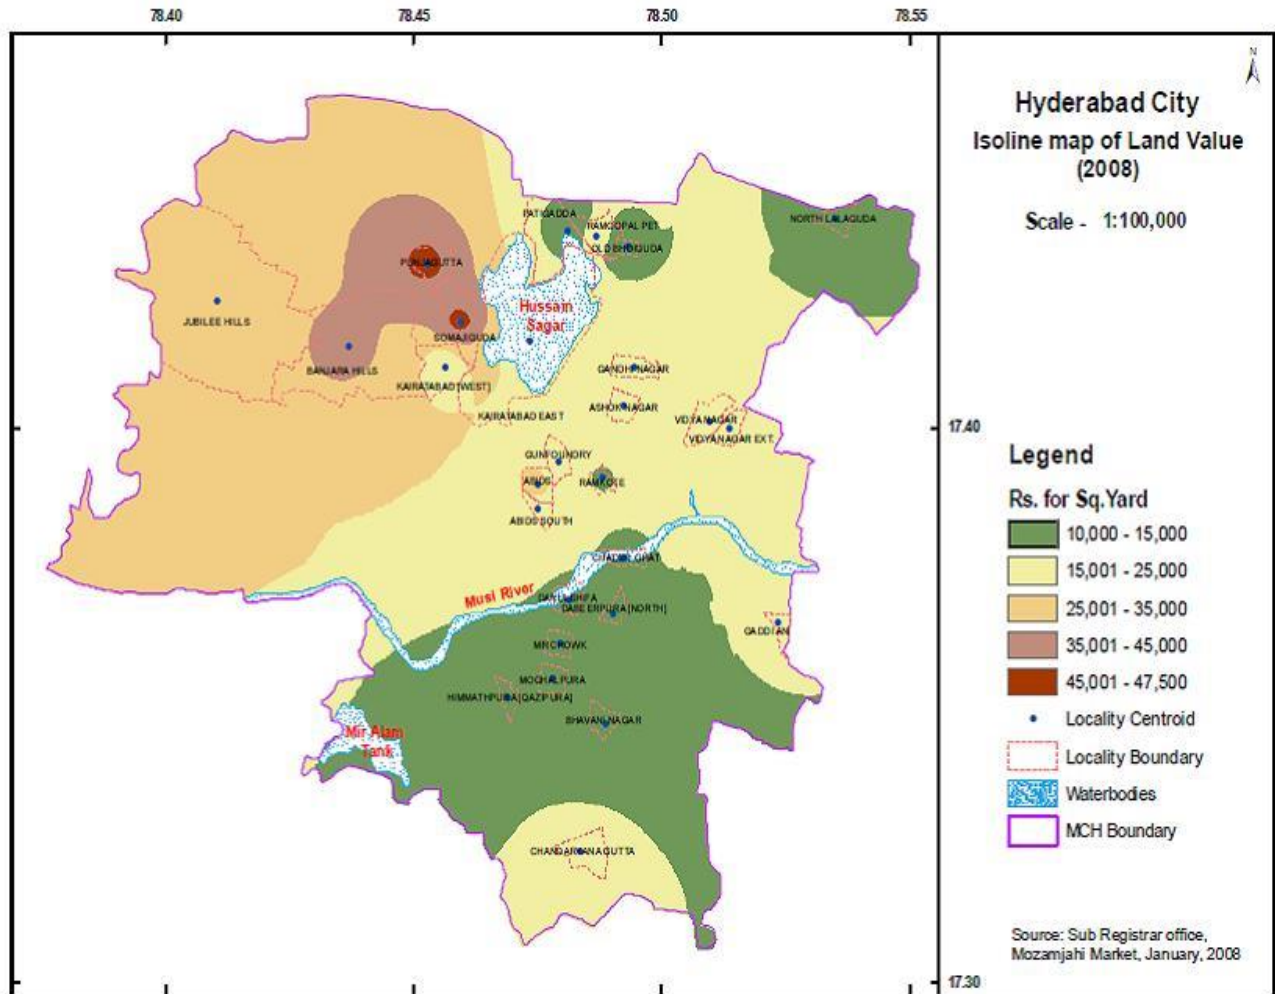 78.40 78.45 78.50 78.55
N
Hyderabad City
Isoline map of Land Value
(2008)
Scale - 1:100,000
PATIGADDA
RAMGOPAL PET
OLD BHOIGUDA
NORTH LALAGUDA
PUNJAGUTTA
JUBILEE HILLS
Hussain
Sagar
SOMAJIGUDA
BANJARA HILLS
KAIRATABAD [WEST]
GANDHI NAGAR
KAIRATABAD EAST
ASHOK NAGAR
VIDYA NAGAR
VIDYA NAGAR EXT.
17.40
GUNFOUNDRY
ABIDS
RAMKOTE
ABIDS SOUTH
Musi River
DABEERPURA [NORTH]
MIR CHOWK
MOGHALPURA
HIMMATHPURA [QAZIPURA]
BHAVANI NAGAR
Mir Alam
Tank
17.30
Legend
Rs. for Sq.Yard
10,000 - 15,000
15,001 - 25,000
25,001 - 35,000
35,001 - 45,000
45,001 - 47,500
Locality Centroid
Locality Boundary
Waterbodies
MCH Boundary
Source: Sub Registrar office,
Mozamjahi Market, January, 2008